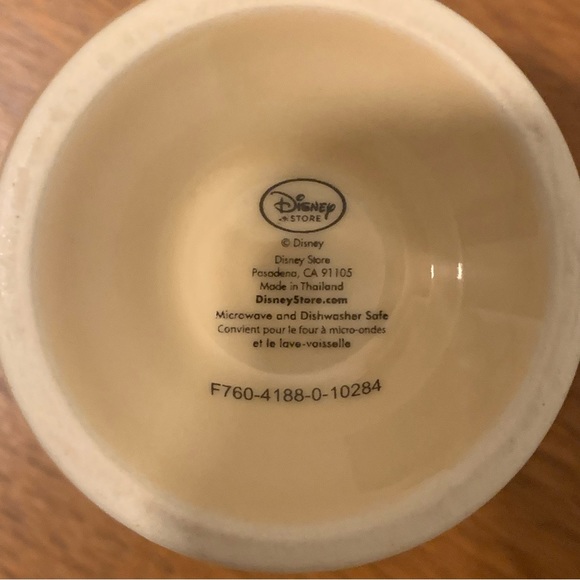 Disney
STORE
© Disney
Disney Store
Pasadena, CA 91105
Made in Thailand
DisneyStore.com
Microwave and Dishwasher Safe
Convient pour le four à micro-ondes
et le lave-vaisselle
F760-4188-0-10284